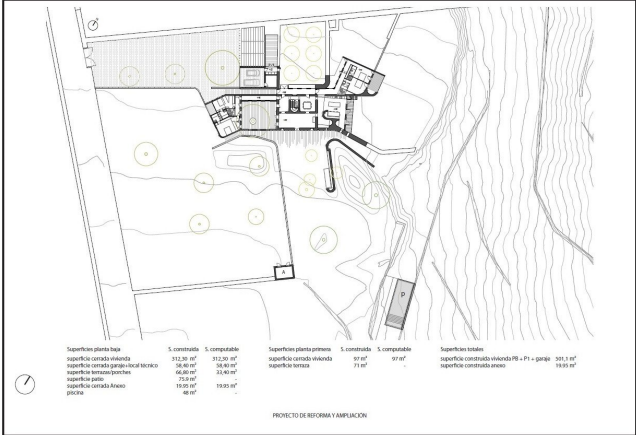 A
P
Superficies planta baja S. construida S. computable
superficie cerrada vivienda 312,30 m² 312,30 m²
superficie cerrada garaje+local técnico 58,40 m² 58,40 m²
superficie terrazas/porches 66,80 m² 33,40 m²
superficie patio 75.9 m² -
superficie cerrada Anexo 19.95 m² 19.95 m²
piscina 48 m² -
Superficies planta primera S. construida S. computable
superficie cerrada vivienda 97 m² 97 m²
superficie terraza 71 m² -
Superficies totales
superficie construida vivienda PB + P1 + garaje 501,1 m²
superficie construida anexo 19.95 m²
PROYECTO DE REFORMA Y AMPLIACIÓN